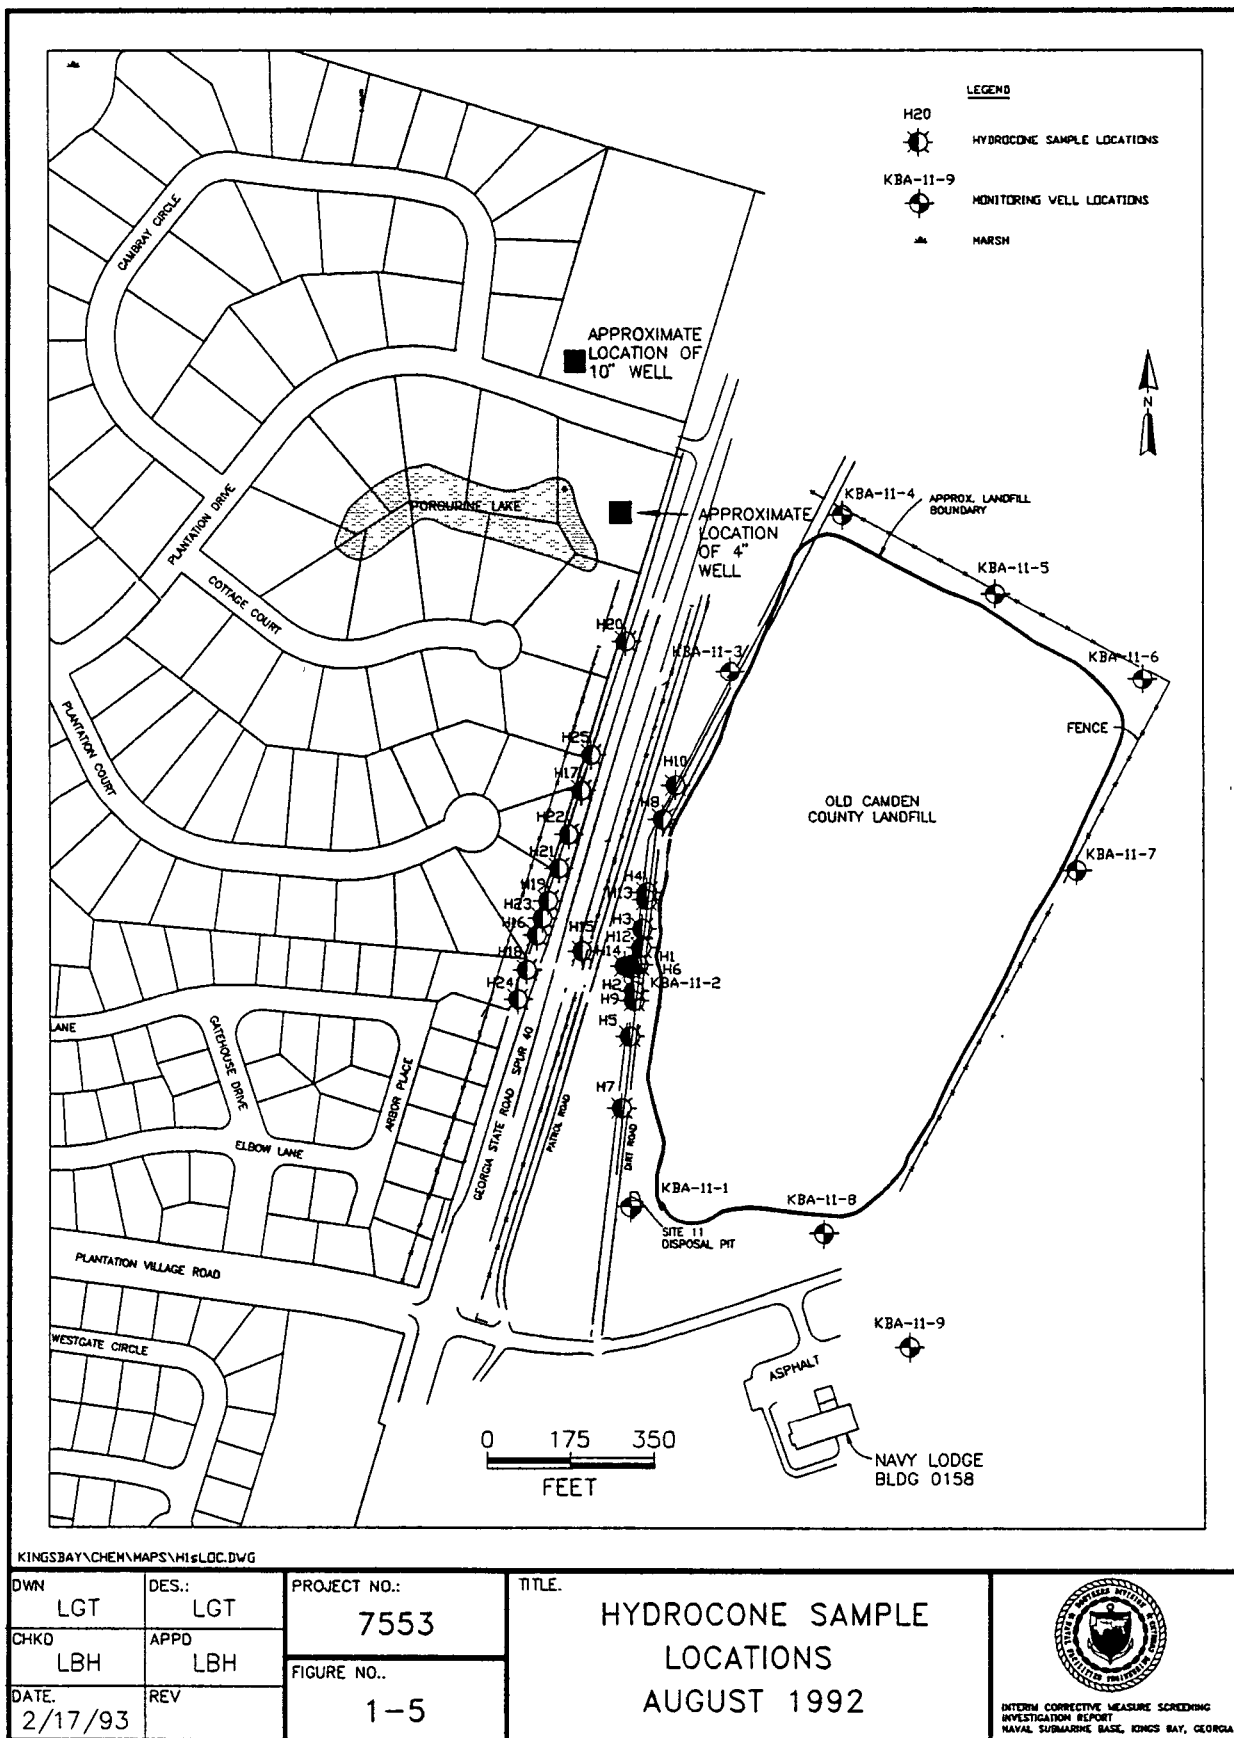 LEGEND
H20
HYDROCONE SAMPLE LOCATIONS
KBA-11-9
MONITORING WELL LOCATIONS
MARSH
CAMBRAY CIRCLE
APPROXIMATE
LOCATION OF
10" WELL
N
PLANTATION DRIVE
PORQUPINE LAKE
APPROXIMATE
LOCATION
OF 4"
WELL
KBA-11-4
APPROX. LANDFILL
BOUNDARY
KBA-11-5
COTTAGE COURT
H20
KBA-11-3
KBA-11-6
PLANTATION COURT
FENCE
H25
H17
H10
H8
H22
OLD CAMDEN
COUNTY LANDFILL
H21
KBA-11-7
H19
H4
H13
H23
H16
H3
H15
H12
H18
H14
H1
H6
H24
H2
KBA-11-2
H9
LANE
GATEHOUSE DRIVE
H5
ARBOR PLACE
GEORGIA STATE ROAD SPUR 40
PATROL ROAD
H7
DIRT ROAD
ELBOW LANE
KBA-11-1
KBA-11-8
SITE 11
DISPOSAL PIT
PLANTATION VILLAGE ROAD
WESTGATE CIRCLE
KBA-11-9
ASPHALT
0 175 350
FEET
NAVY LODGE
BLDG 0158
KINGSBAY\CHEM\MAPS\H1sLOC.DWG
DWN
LGT
DES.:
LGT
CHKD
LBH
APPD
LBH
DATE.
2/17/93
REV
PROJECT NO.:
7553
FIGURE NO..
1-5
TITLE.
HYDROCONE SAMPLE
LOCATIONS
AUGUST 1992
INTERIM CORRECTIVE MEASURE SCREENING
INVESTIGATION REPORT
NAVAL SUBMARINE BASE, KINGS BAY, GEORGIA